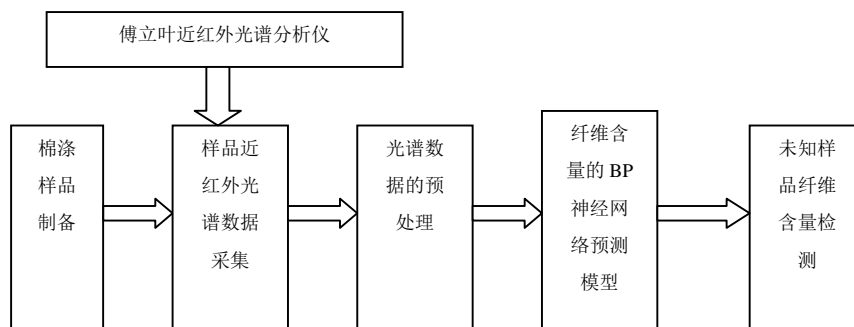 傅立叶近红外光谱分析仪
棉涤
样品
制备
样品近
红外光
谱数据
采集
光谱数
据的预
处理
纤维含
量的 BP
神经网
络预测
模型
未知样
品纤维
含量检
测